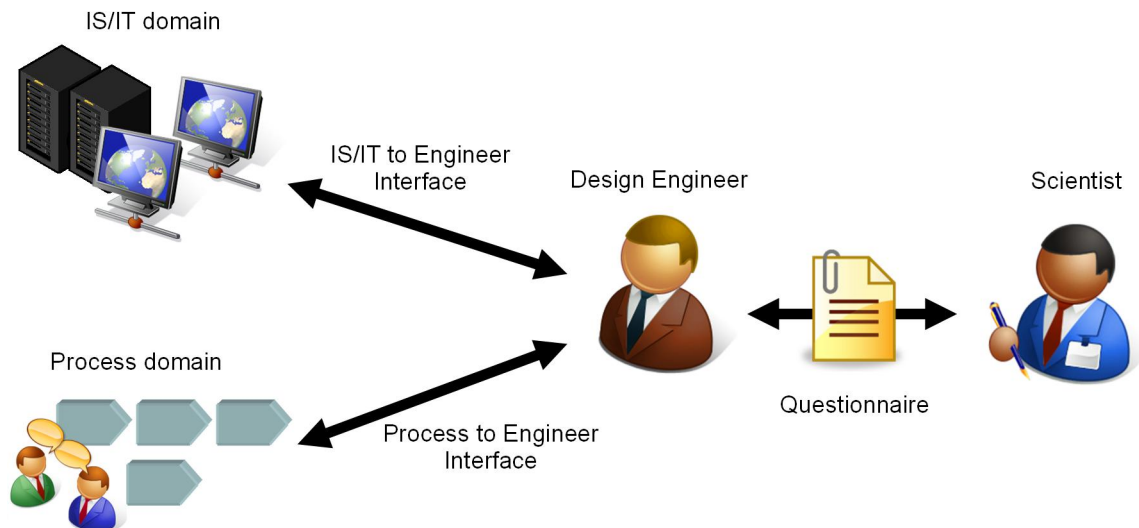 IS/IT domain
IS/IT to Engineer
Interface
Design Engineer
Scientist
Process domain
Process to Engineer
Interface
Questionnaire